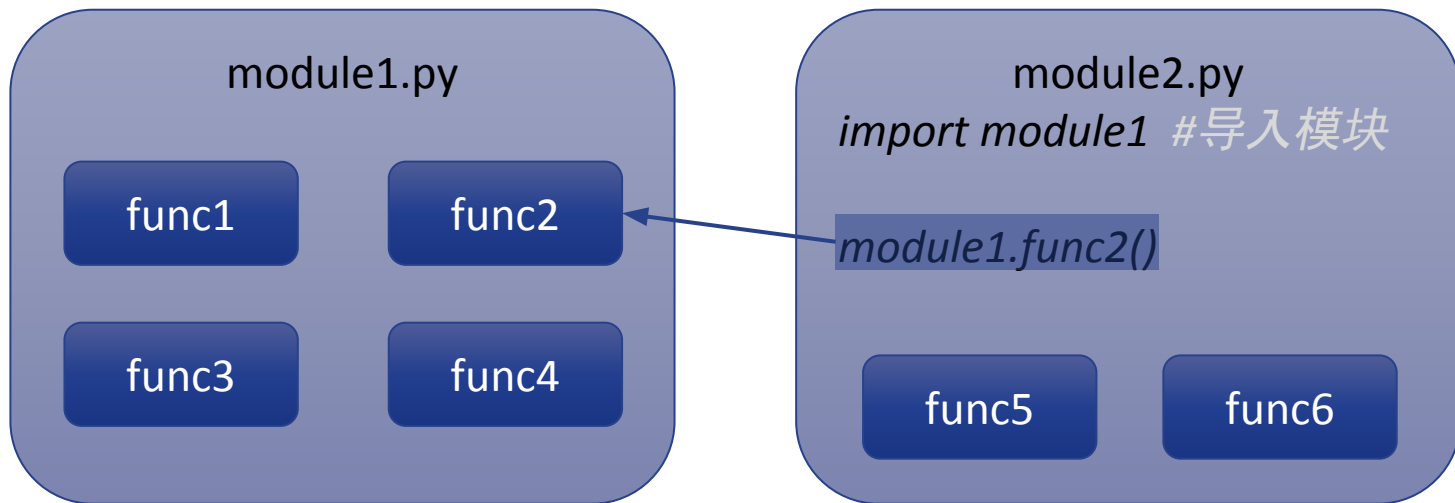 module1.py
func1
func2
func3
func4
module2.py
import module1 #导入模块
module1.func2()
func5
func6